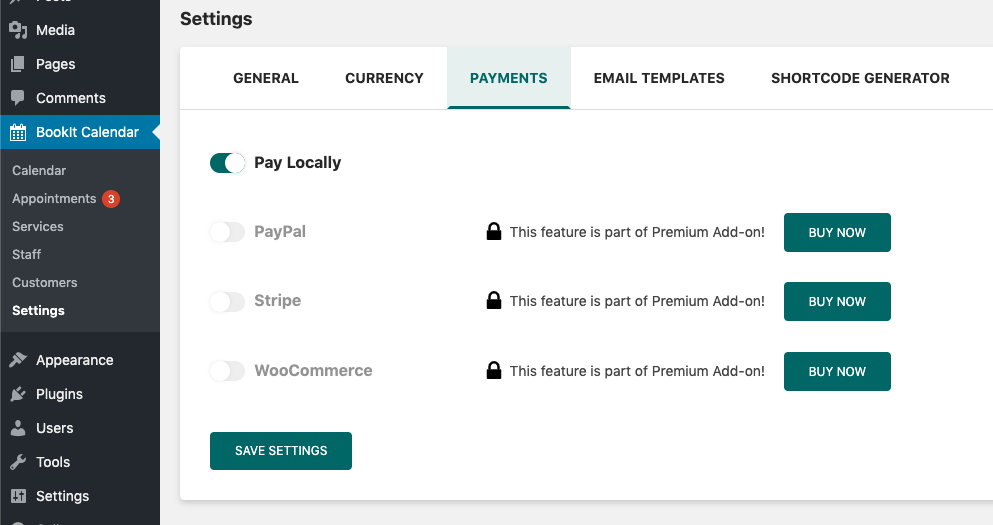 Settings
Media
Pages
Comments
BookIt Calendar
Calendar
Appointments 3
Services
Staff
Customers
Settings
Appearance
Plugins
Users
Tools
Settings
GENERAL CURRENCY PAYMENTS EMAIL TEMPLATES SHORTCODE GENERATOR
Pay Locally
PayPal This feature is part of Premium Add-on! BUY NOW
Stripe This feature is part of Premium Add-on! BUY NOW
WooCommerce This feature is part of Premium Add-on! BUY NOW
SAVE SETTINGS